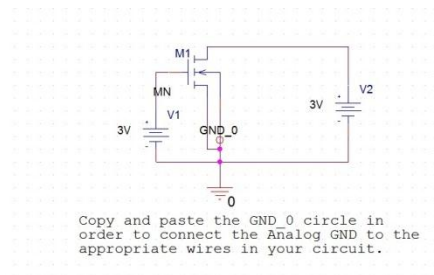 M1
MN
V1
3V
GND_0
3V
V2
0
Copy and paste the GND_0 circle in
order to connect the Analog GND to the
appropriate wires in your circuit.